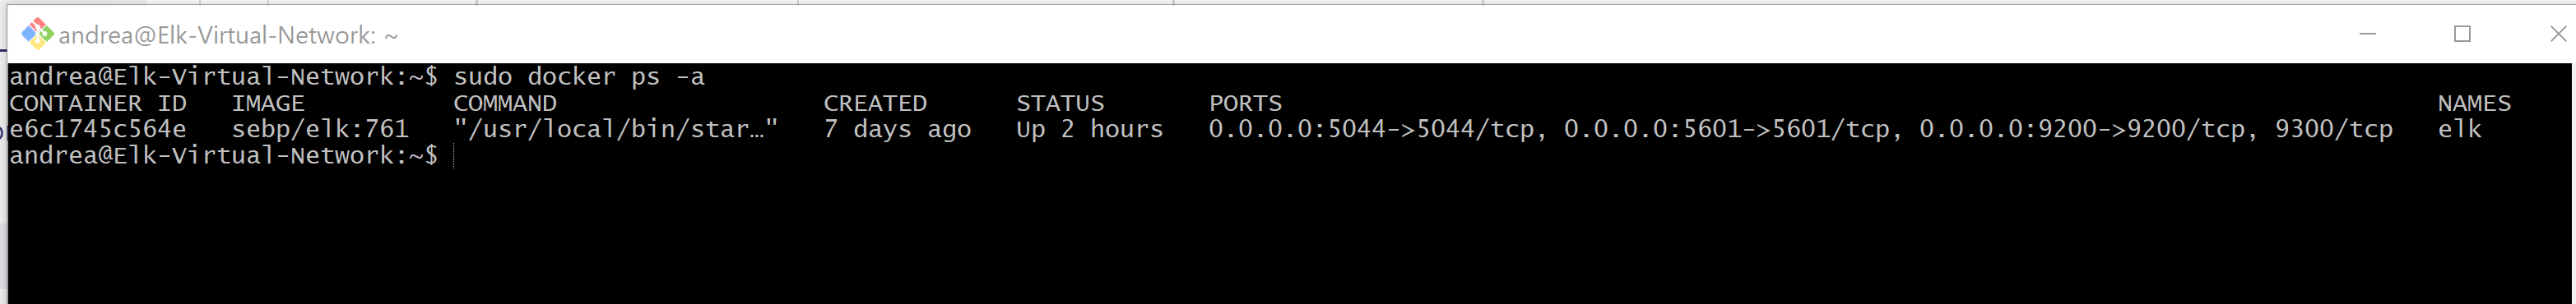 andrea@Elk-Virtual-Network: ~
andrea@Elk-Virtual-Network:~$ sudo docker ps -a
CONTAINER ID   IMAGE          COMMAND                  CREATED      STATUS       PORTS                                                                              NAMES
e6c1745c564e   sebp/elk:761   "/usr/local/bin/star…"   7 days ago   Up 2 hours   0.0.0.0:5044->5044/tcp, 0.0.0.0:5601->5601/tcp, 0.0.0.0:9200->9200/tcp, 9300/tcp   elk
andrea@Elk-Virtual-Network:~$